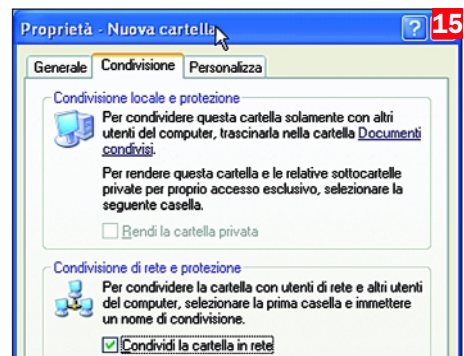 Proprietà - Nuova cartella
? 15
Generale Condivisione Personalizza
Condivisione locale e protezione
Per condividere questa cartella solamente con altri
utenti del computer, trascinarla nella cartella Documenti
condivisi.
Per rendere questa cartella e le relative sottocartelle
private per proprio accesso esclusivo, selezionare la
seguente casella.
Rendi la cartella privata
Condivisione di rete e protezione
Per condividere la cartella con utenti di rete e altri utenti
del computer, selezionare la prima casella e immettere
un nome di condivisione.
Condividi la cartella in rete